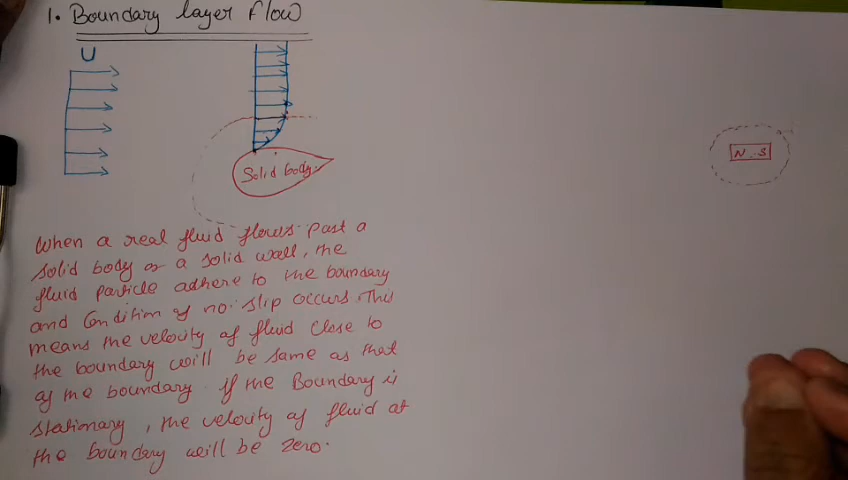 1. Boundary layer flow
U
N S
Solid body
When a real fluid flows past a
solid body or a solid wall, the
fluid particle adhere to the boundary
and Condition of no. slip occurs. This
means the velocity of fluid close to
the boundary will be same as that
of the boundary. if the Boundary is
stationary, the velocity of fluid at
the boundary will be zero.